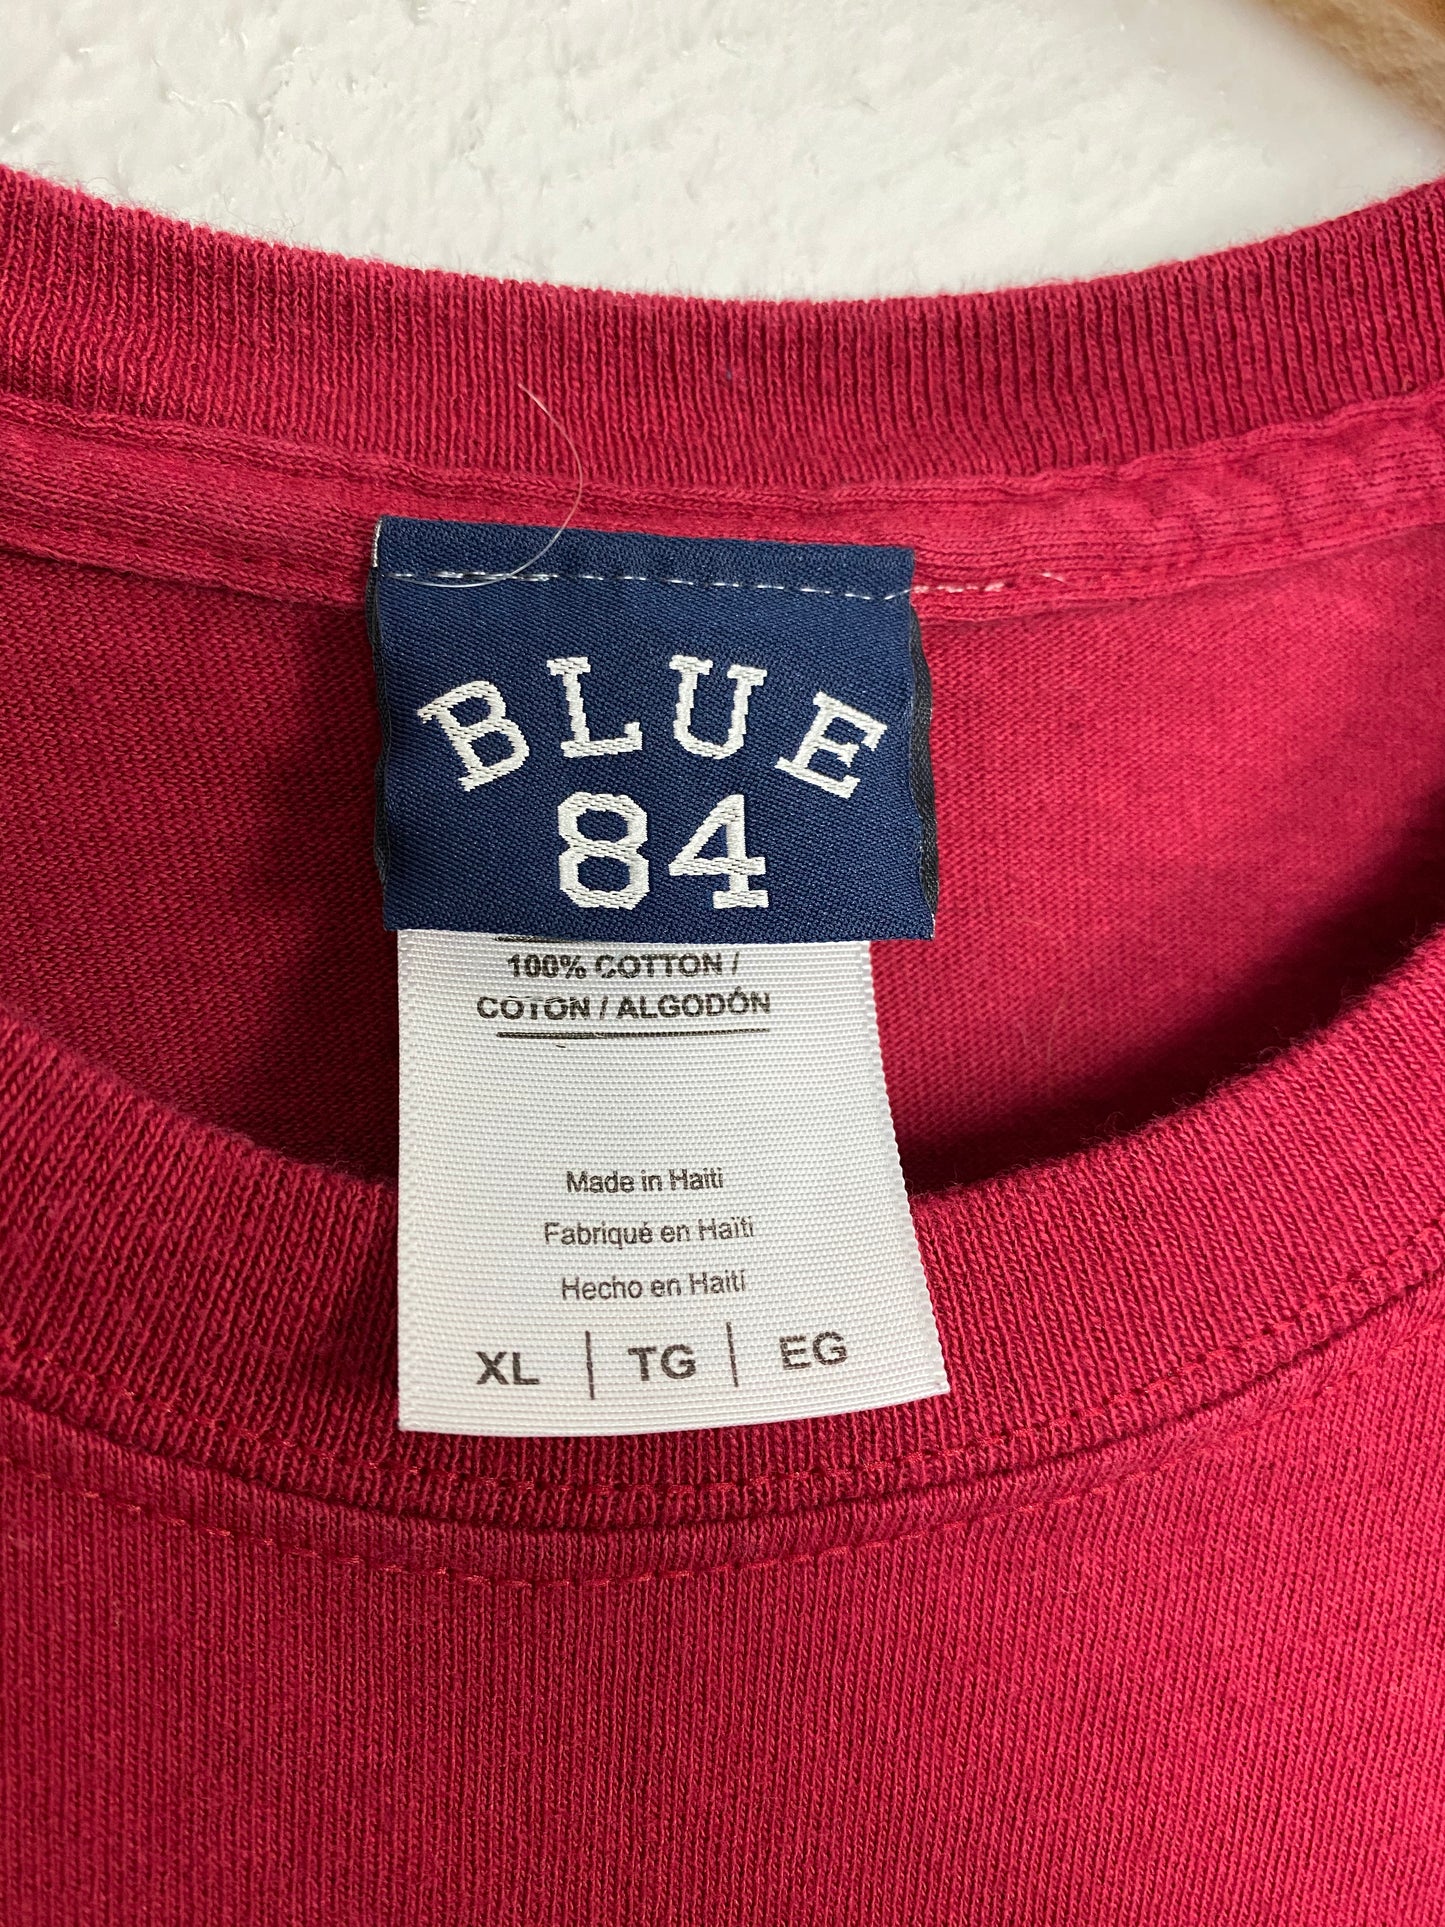 BLUE
84
100% COTTON /
COTON / ALGODÓN
Made in Haiti
Fabriqué en Haïti
Hecho en Haití
XL | TG | EG